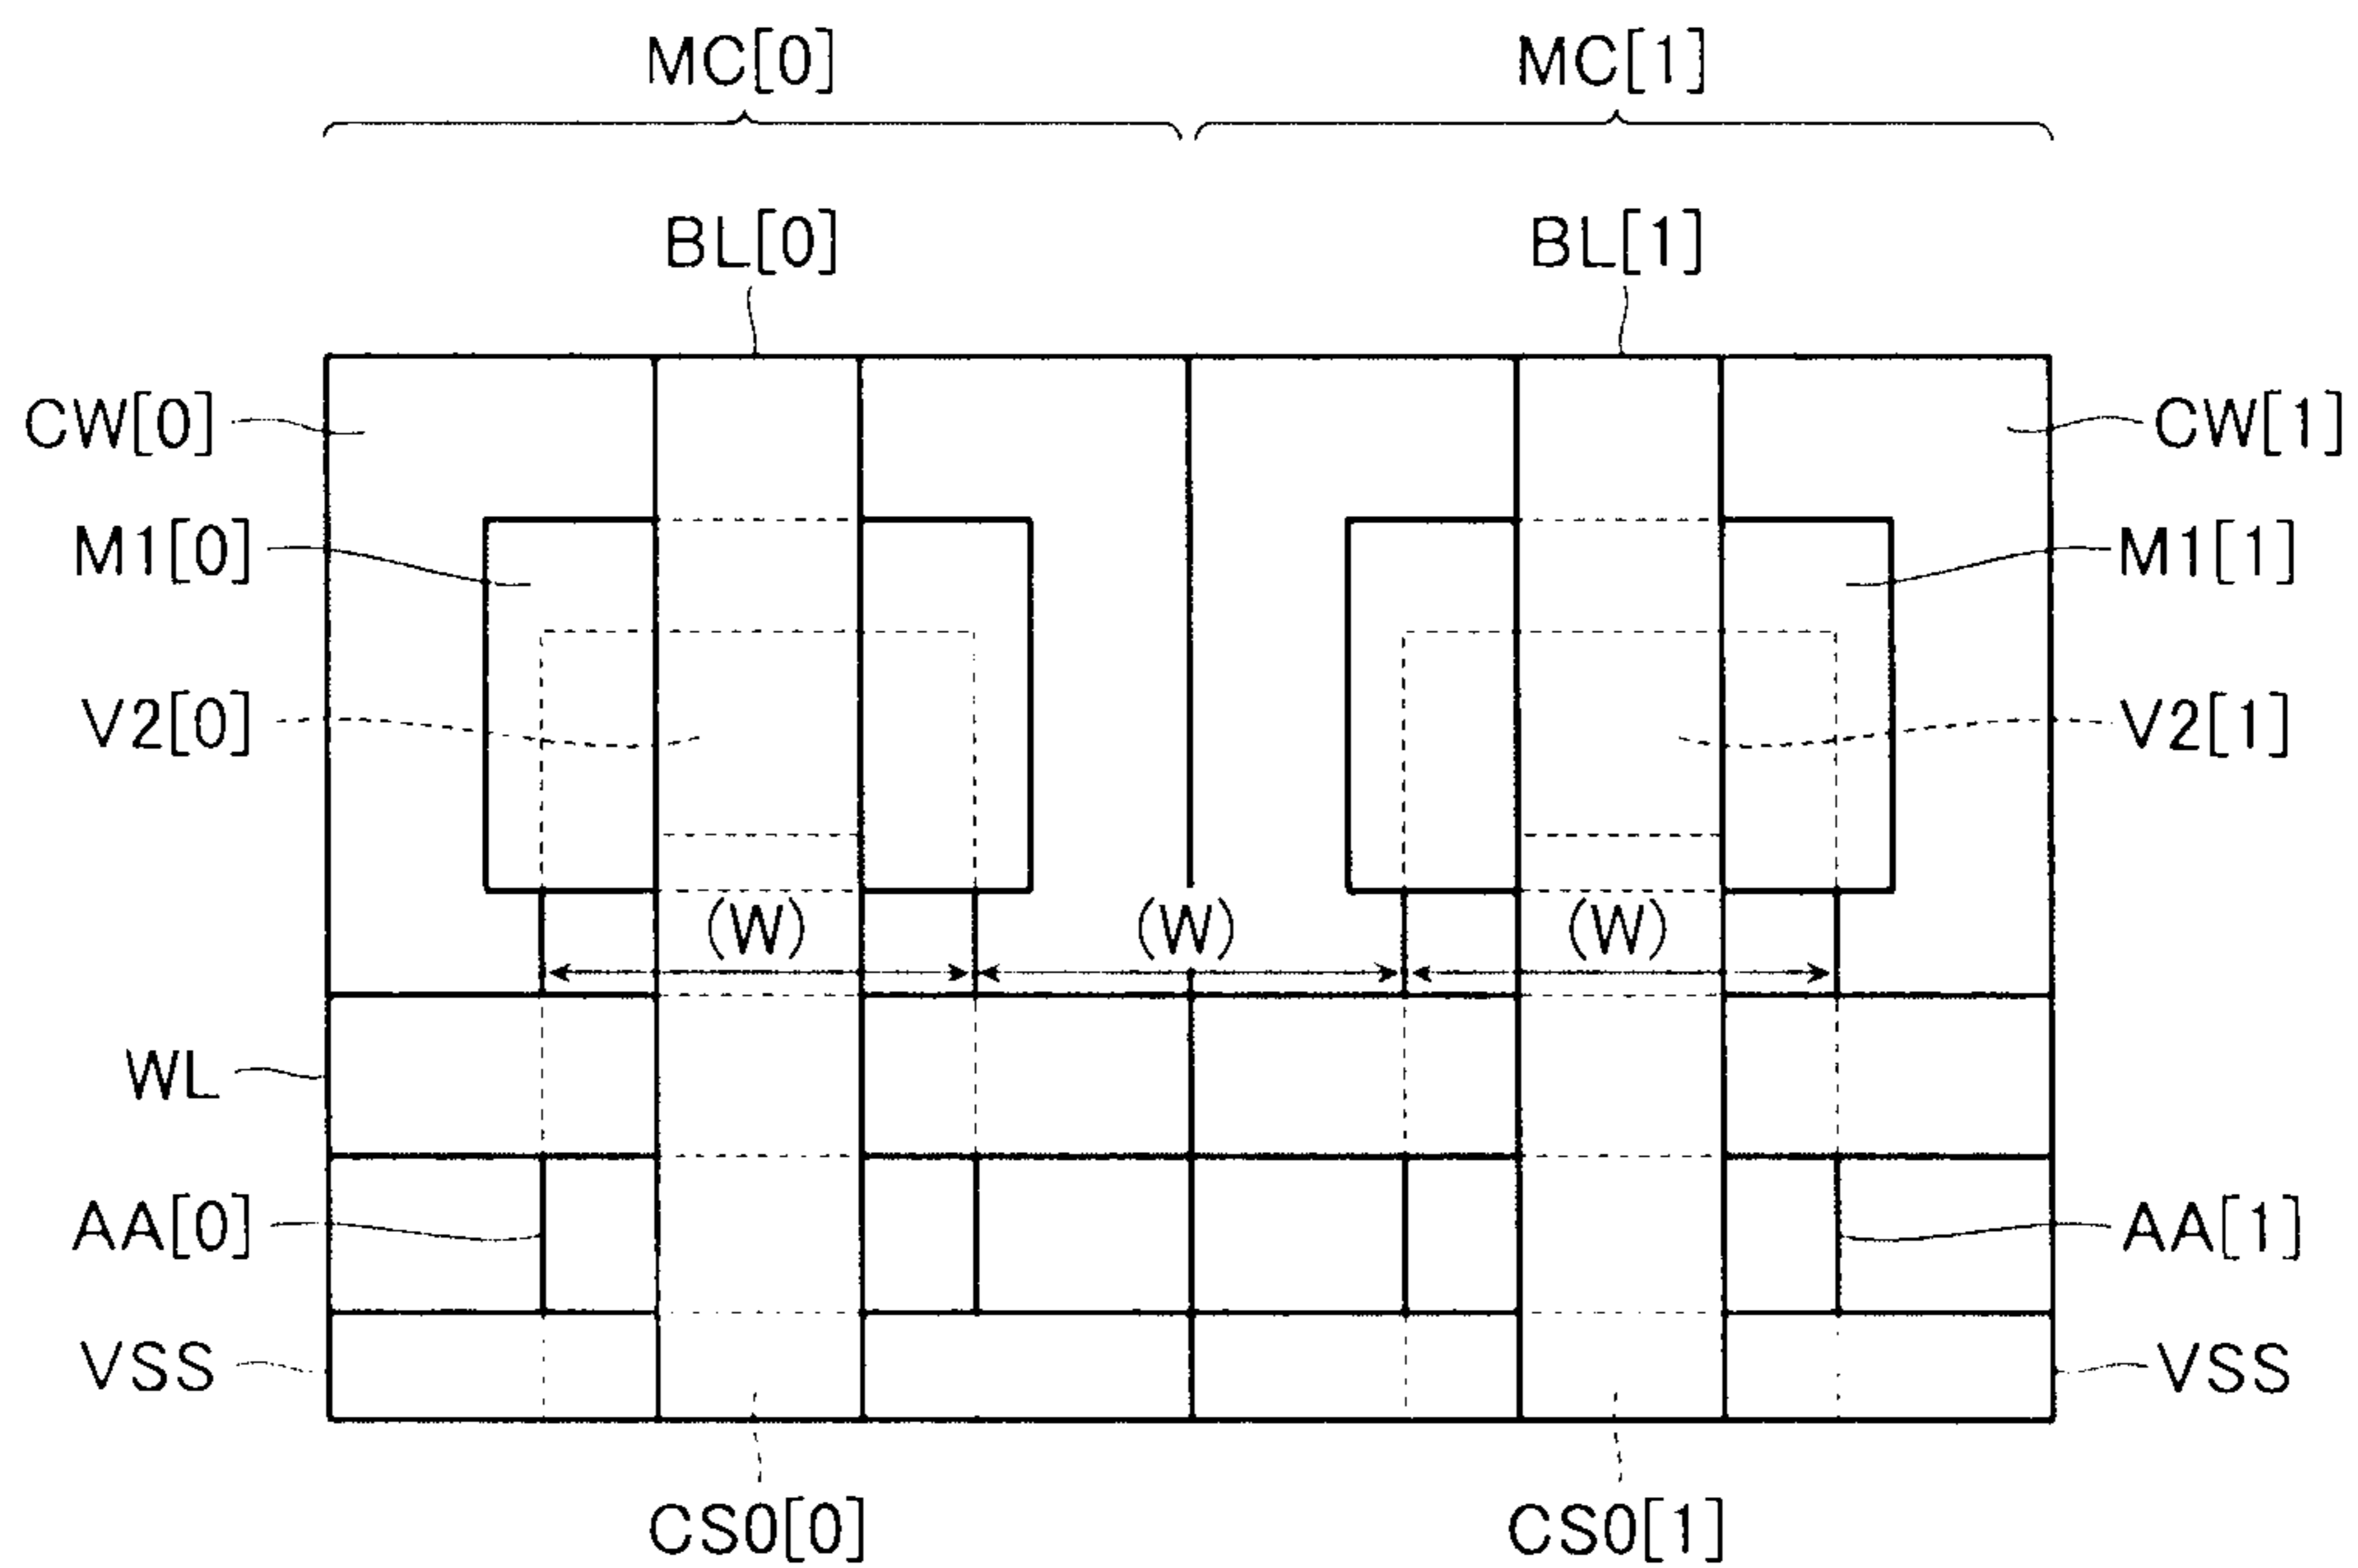 MC[0] MC[1]
BL[0] BL[1]
CW[0] CW[1]
M1[0] M1[1]
V2[0] V2[1]
(W) (W) (W)
WL
AA[0] AA[1]
VSS VSS
CS0[0] CS0[1]